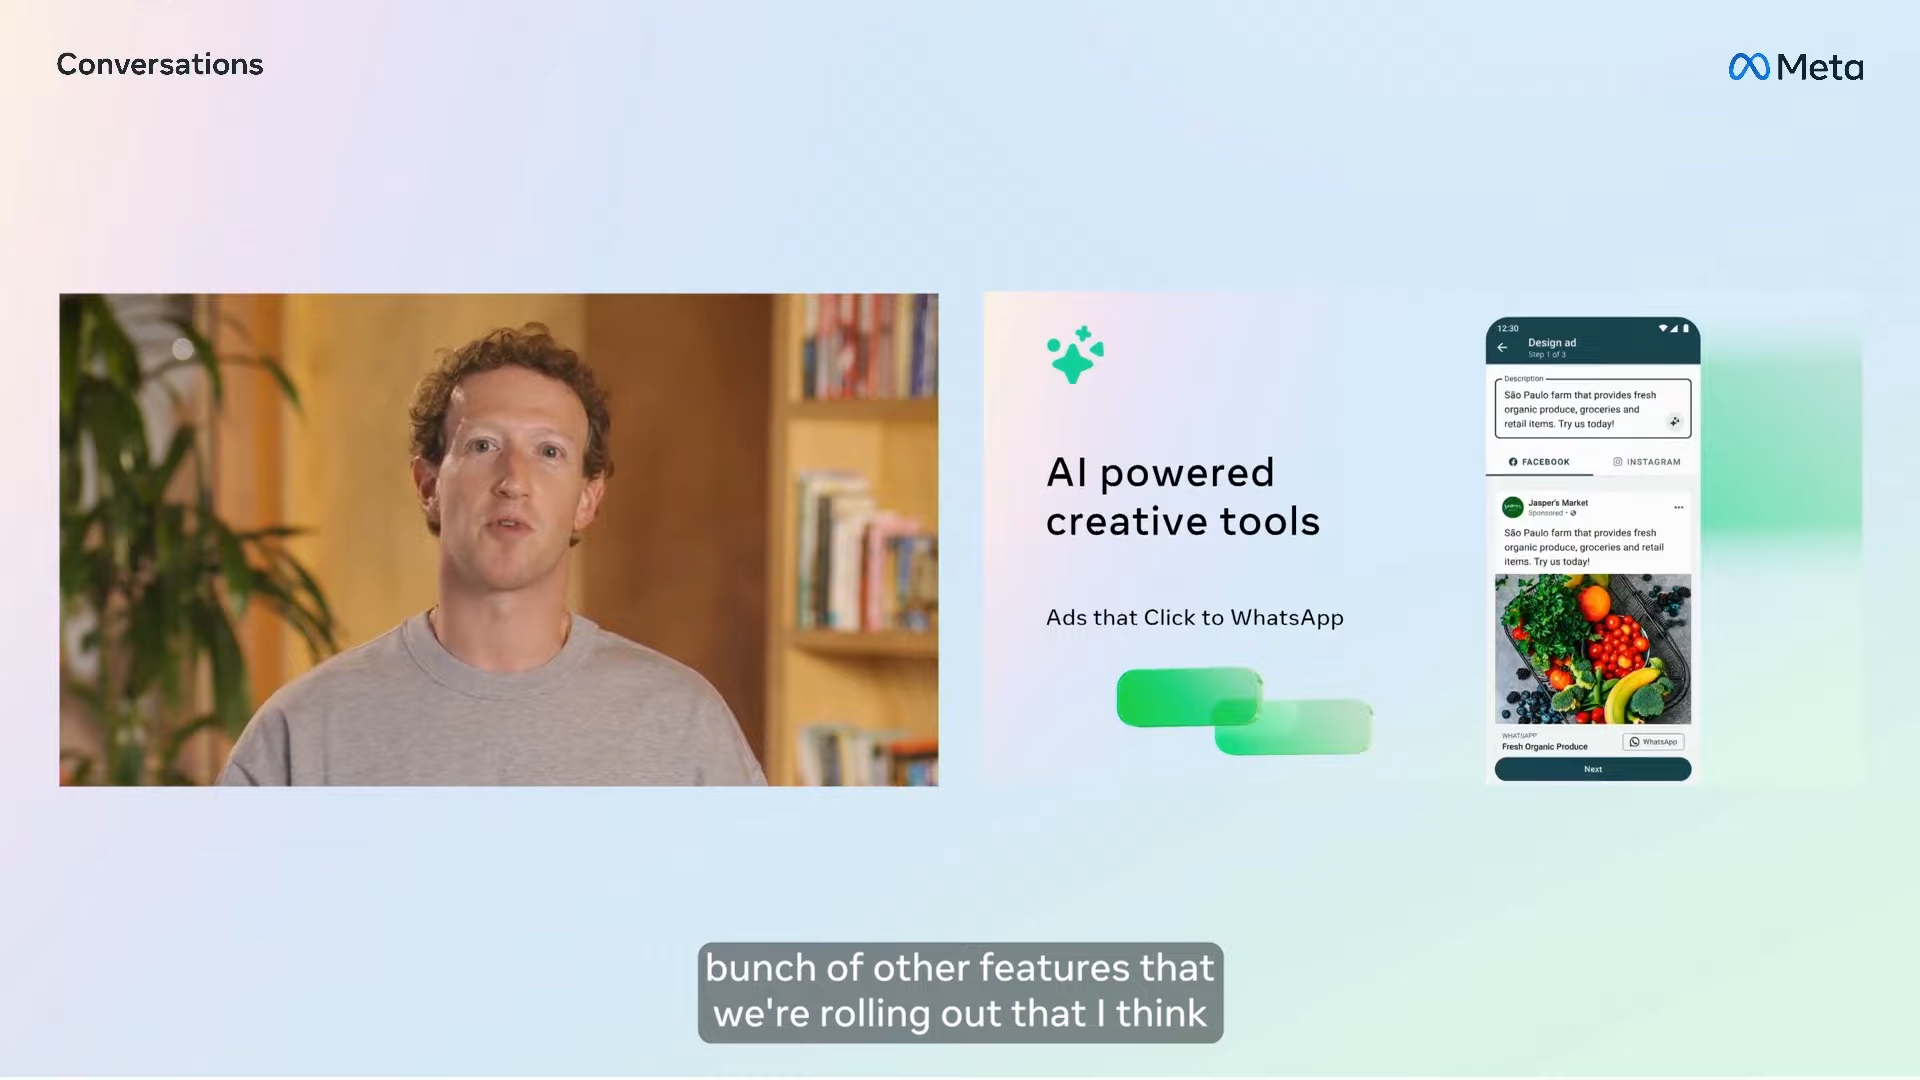 Conversations
Meta
AI powered
creative tools
Ads that Click to WhatsApp
12:30
Design ad
Step 1 of 3
Description
São Paulo farm that provides fresh
organic produce, groceries and
retail items. Try us today!
FACEBOOK
INSTAGRAM
Jasper's Market
Sponsored •
São Paulo farm that provides fresh
organic produce, groceries and retail
items. Try us today!
WHATSAPP
Fresh Organic Produce
WhatsApp
Next
bunch of other features that
we're rolling out that I think